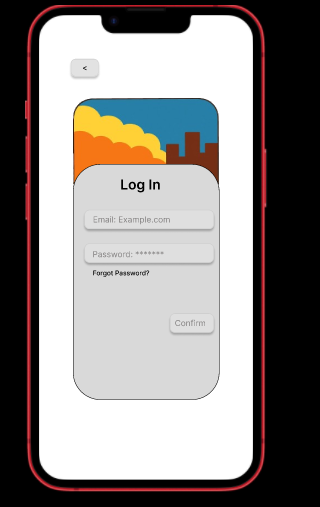 <
Log In
Email: Example.com
Password: *******
Forgot Password?
Confirm